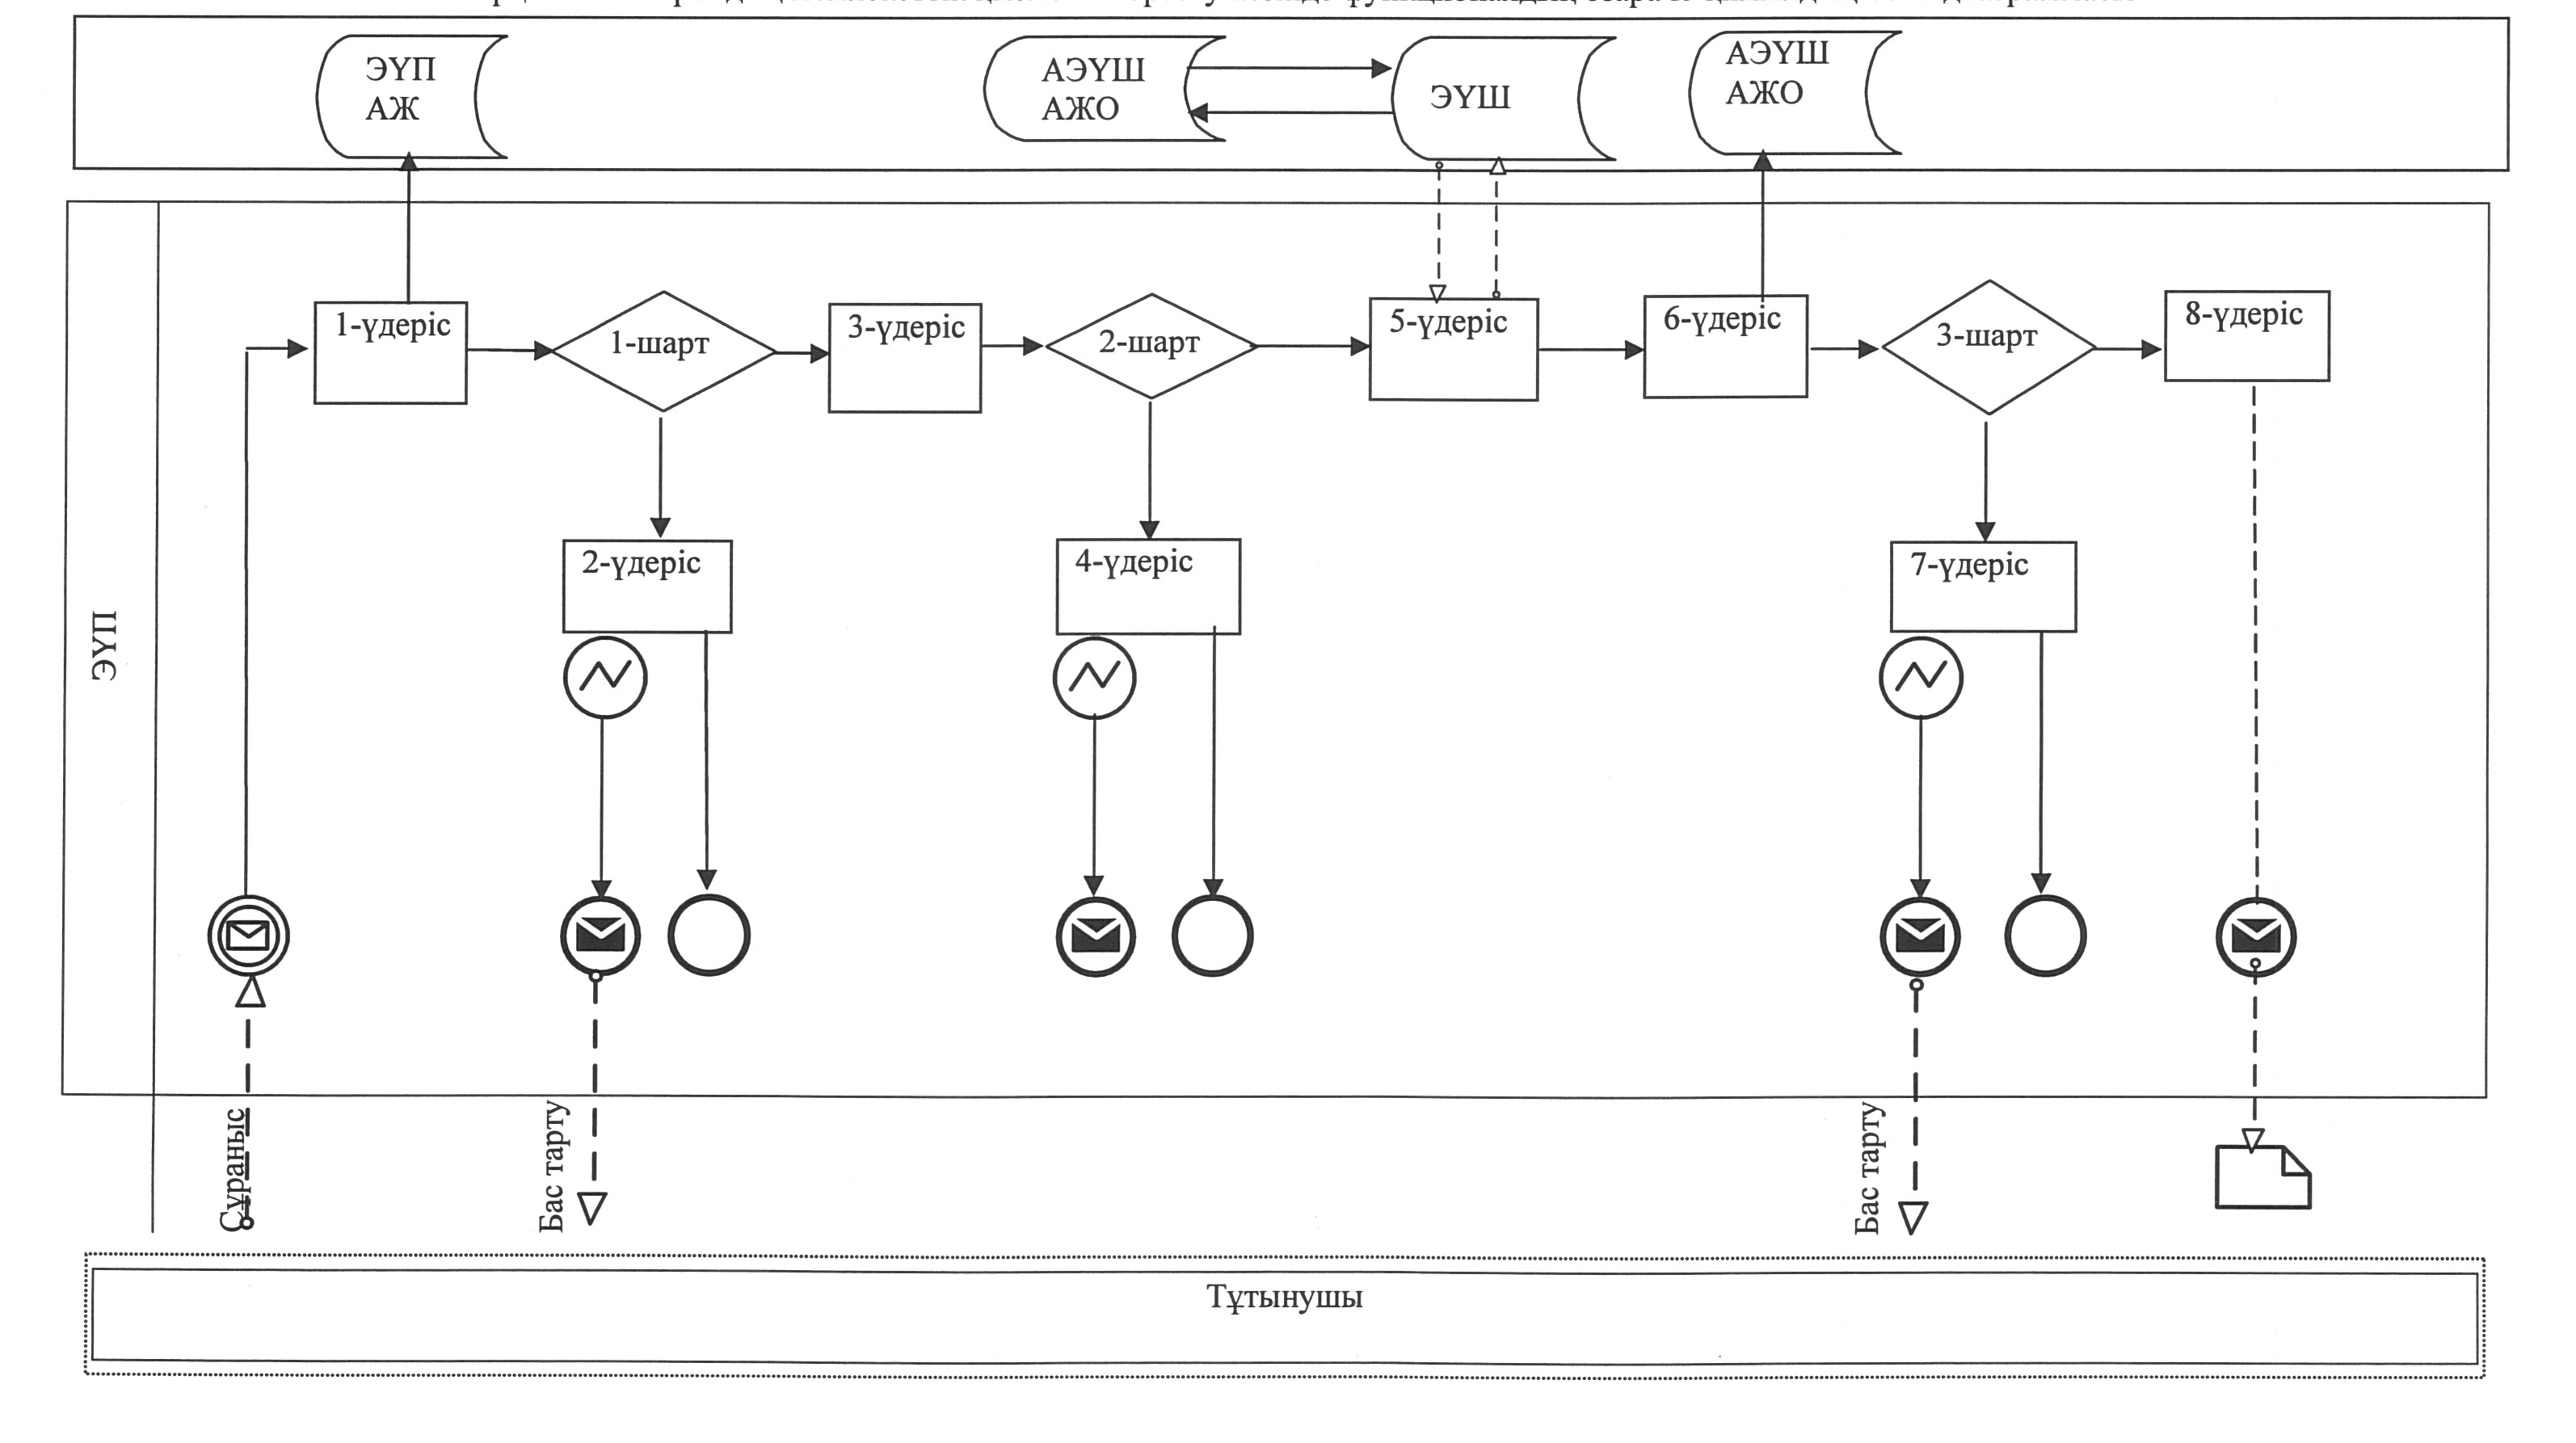 ЭҮП
АЖ
АЭҮШ
АЖО
ЭҮШ
АЭҮШ
АЖО
1-үдеріс
1-шарт
3-үдеріс
2-шарт
5-үдеріс
6-үдеріс
3-шарт
8-үдеріс
2-үдеріс
4-үдеріс
7-үдеріс
ЭҮП
Сұраныс
Бас тарту
Бас тарту
Тұтынушы